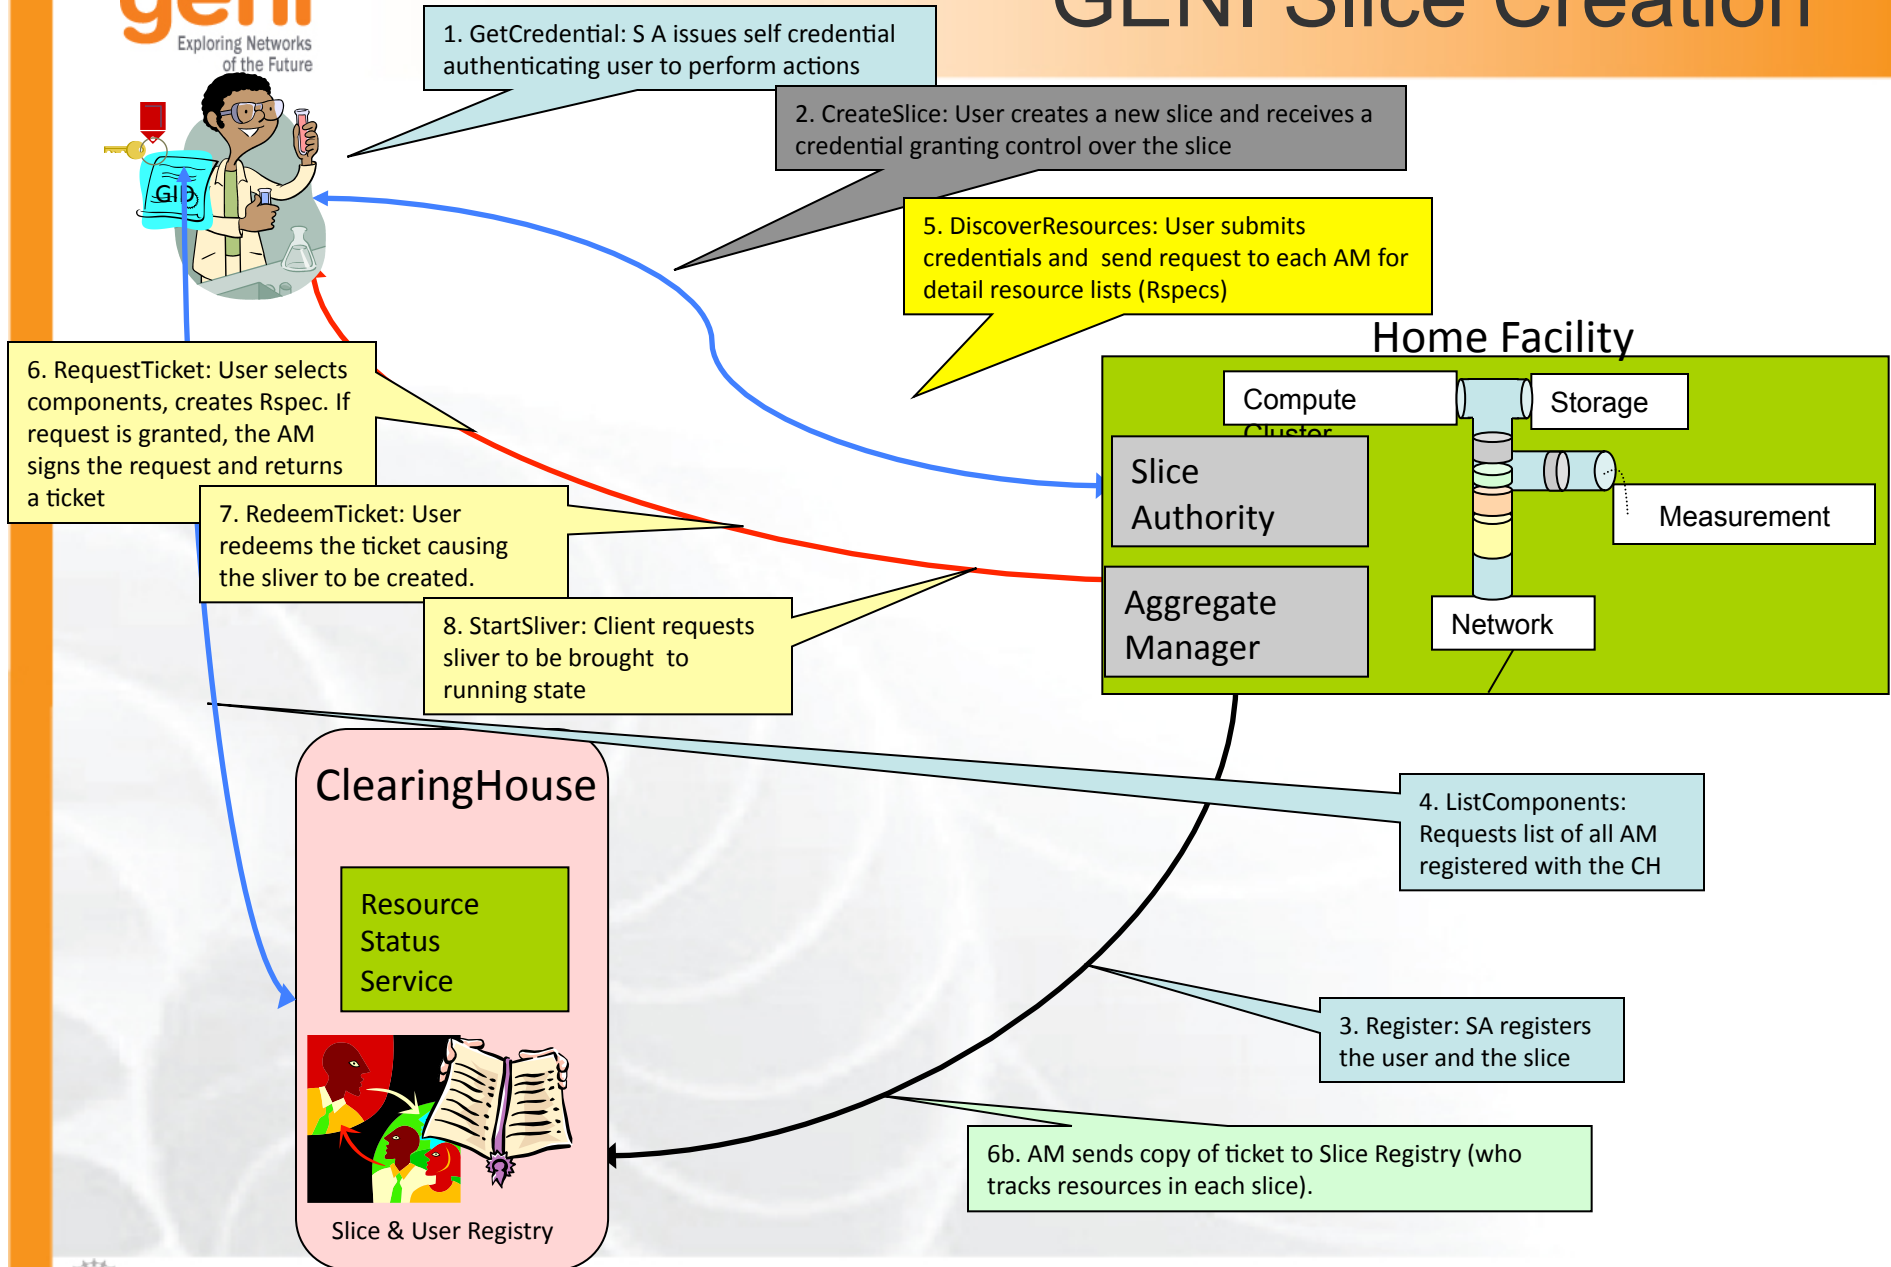 geni
Exploring Networks
of the Future
GENI Slice Creation
1. GetCredential: S A issues self credential
authenticating user to perform actions
2. CreateSlice: User creates a new slice and receives a
credential granting control over the slice
GID
5. DiscoverResources: User submits
credentials and  send request to each AM for
detail resource lists (Rspecs)
Home Facility
6. RequestTicket: User selects
components, creates Rspec. If
request is granted, the AM
signs the request and returns
a ticket
Compute
Cluster
Storage
Slice
Authority
Measurement
7. RedeemTicket: User
redeems the ticket causing
the sliver to be created.
Aggregate
Manager
Network
8. StartSliver: Client requests
sliver to be brought  to
running state
ClearingHouse
4. ListComponents:
Requests list of all AM
registered with the CH
Resource
Status
Service
3. Register: SA registers
the user and the slice
6b. AM sends copy of ticket to Slice Registry (who
tracks resources in each slice).
Slice & User Registry